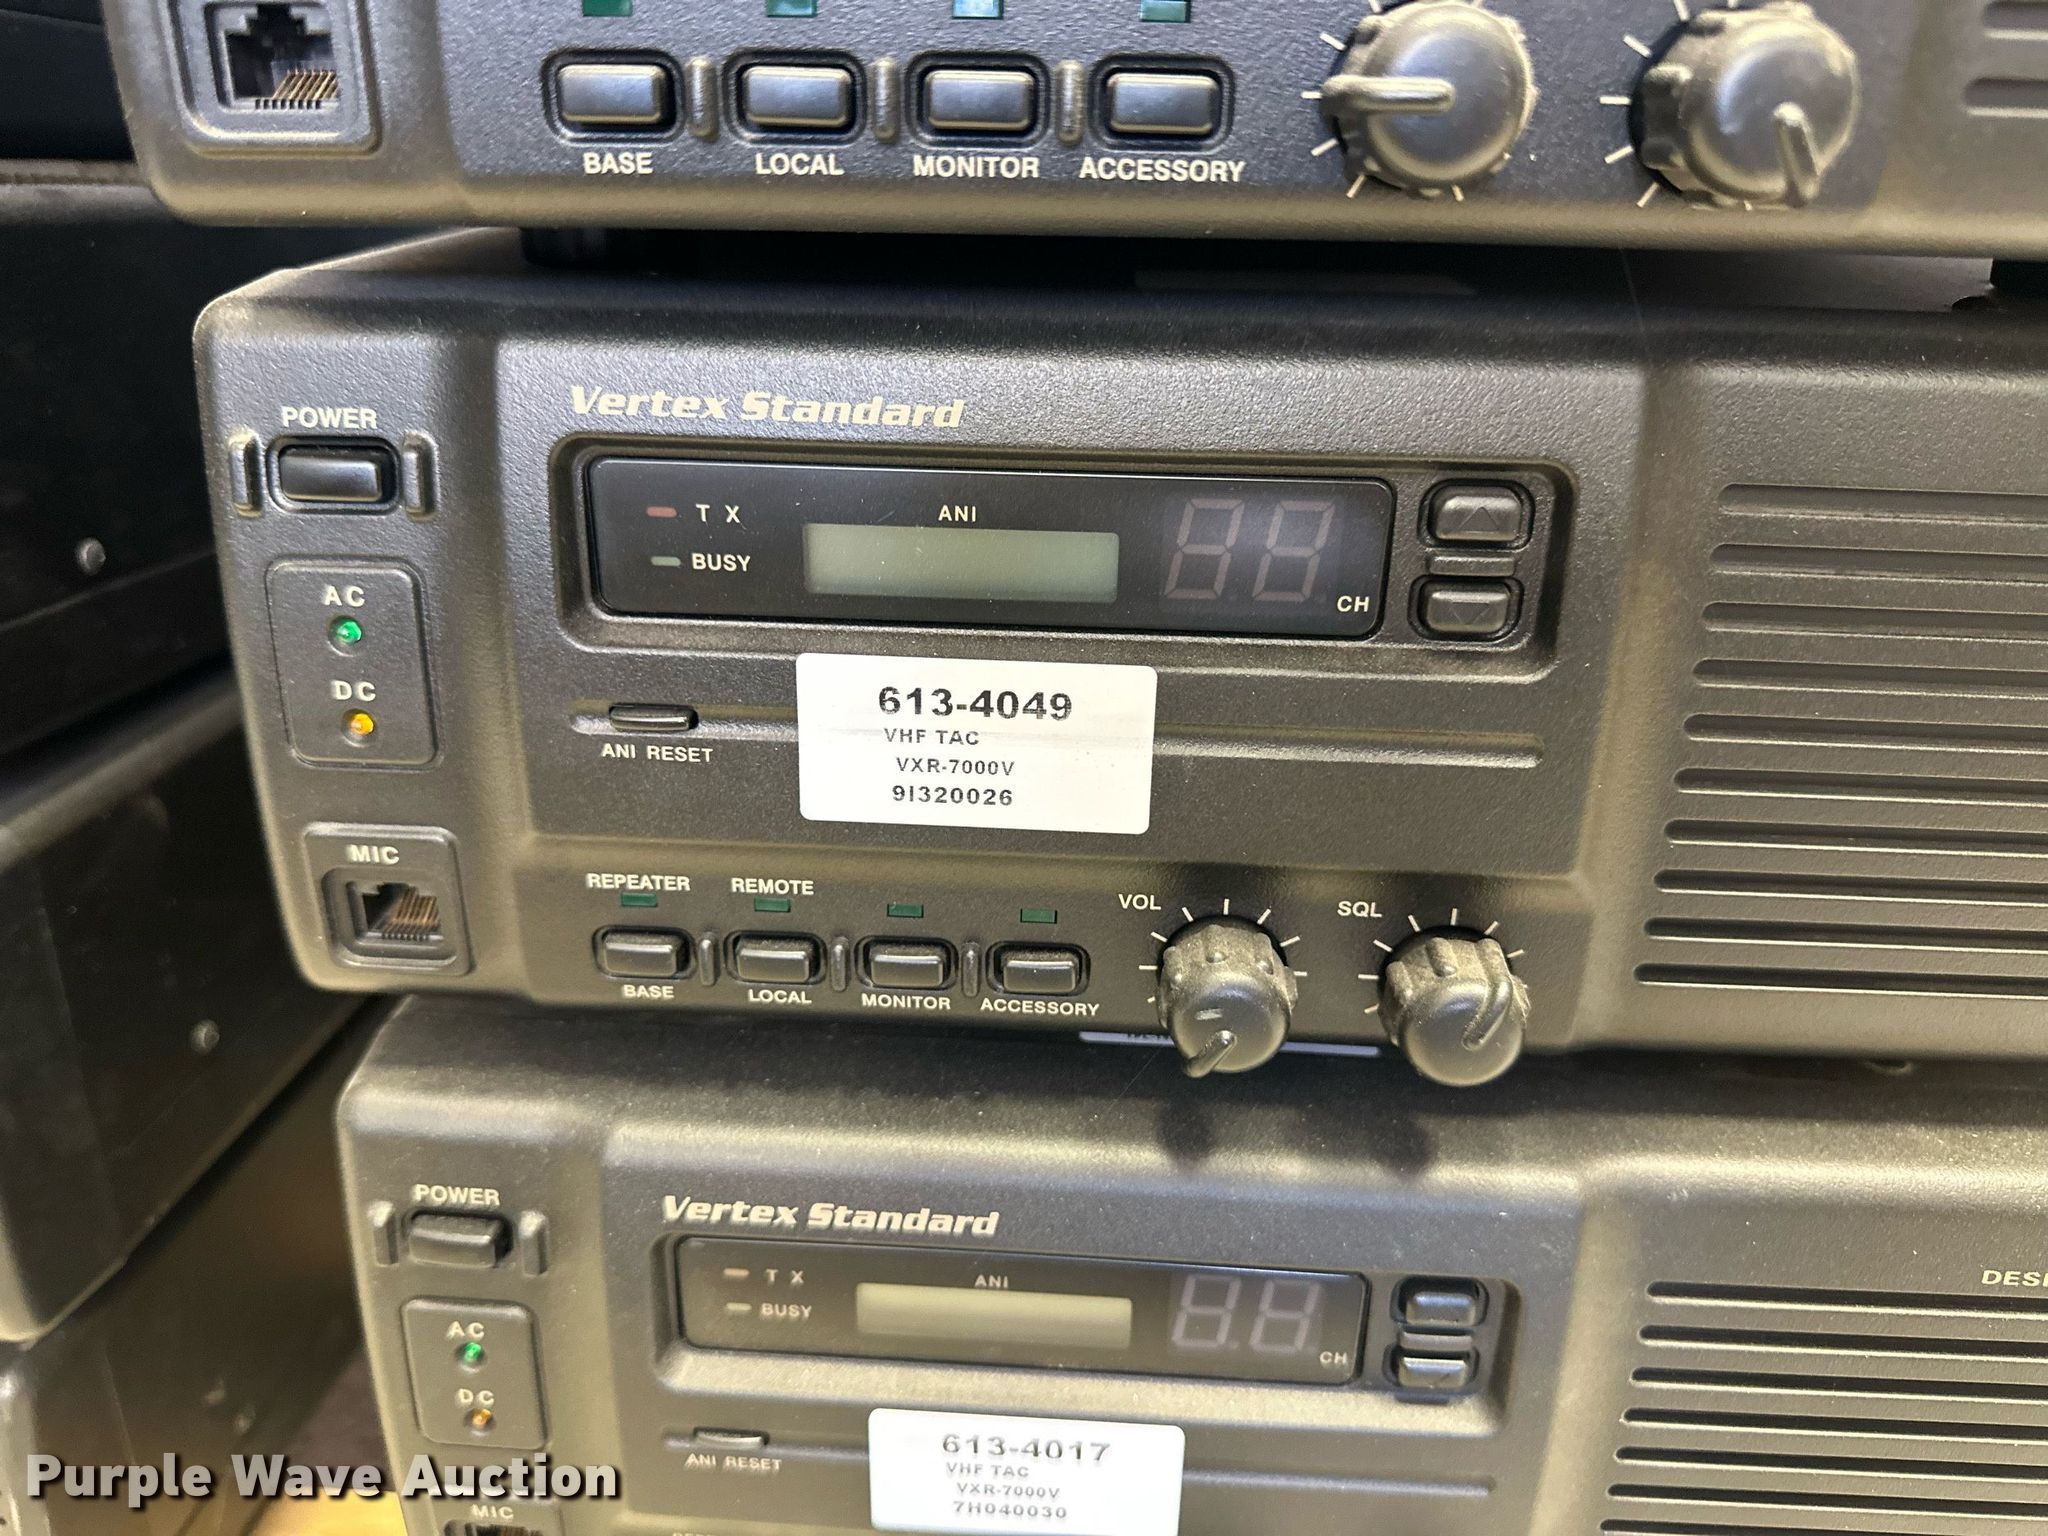 BASE LOCAL MONITOR ACCESSORY
Vertex Standard
POWER
TX ANI
BUSY
CH
AC
DC
613-4049
VHF TAC
VXR-7000V
9I320026
ANI RESET
MIC
REPEATER REMOTE VOL SQL
BASE LOCAL MONITOR ACCESSORY
Vertex Standard
POWER
TX ANI
BUSY
CH
DESI
AC
DC
613-4017
VHF TAC
VXR-7000V
7H040030
ANI RESET
MIC
Purple Wave Auction